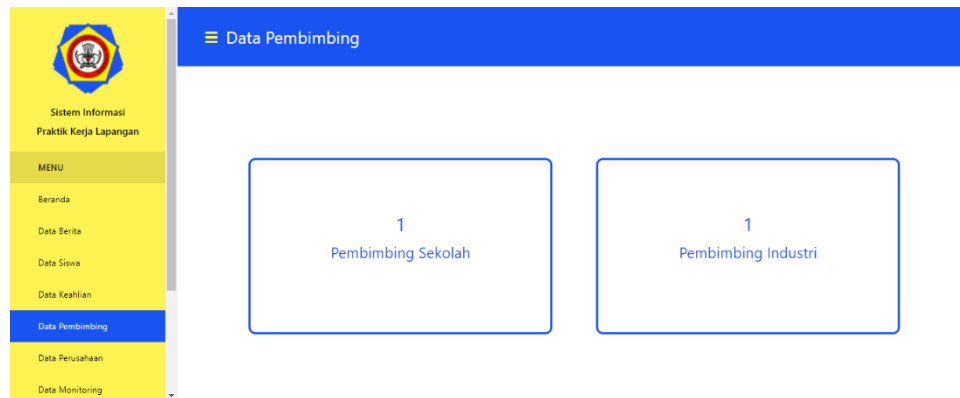 Sistem Informasi
Praktik Kerja Lapangan
MENU
Beranda
Data Berita
Data Siswa
Data Keahlian
Data Pembimbing
Data Perusahaan
Data Monitoring
Data Pembimbing
1
Pembimbing Sekolah
1
Pembimbing Industri